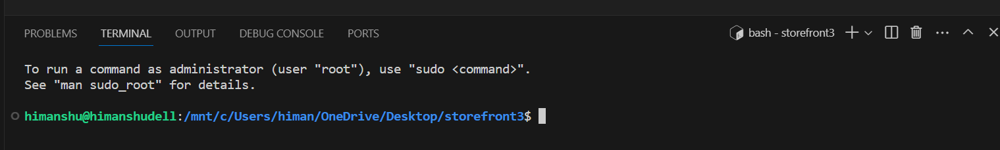 PROBLEMS TERMINAL OUTPUT DEBUG CONSOLE PORTS bash - storefront3
To run a command as administrator (user "root"), use "sudo <command>".
See "man sudo_root" for details.
himanshu@himanshudell:/mnt/c/Users/himan/OneDrive/Desktop/storefront3$